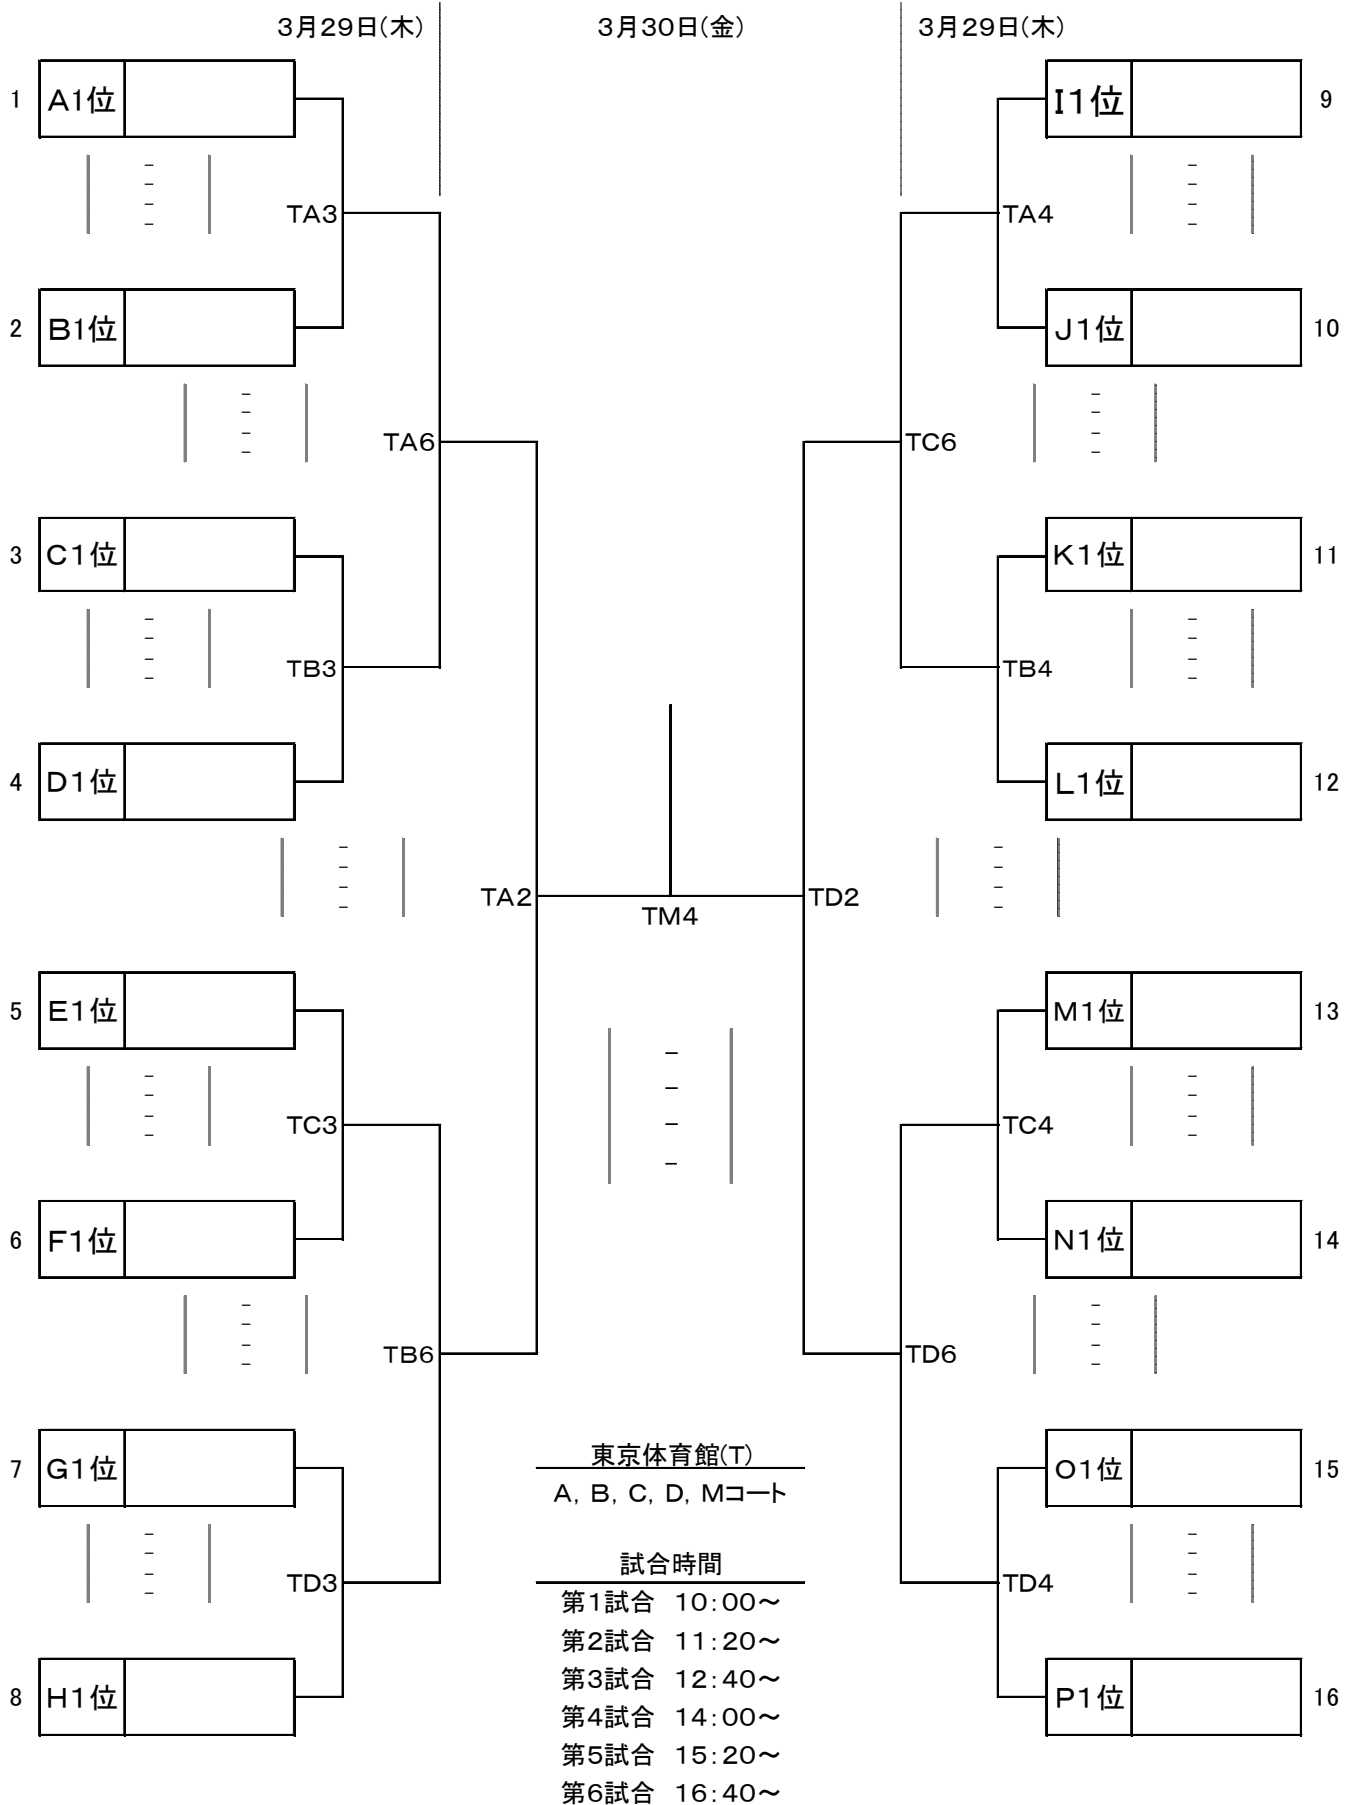 3月29日(木) 3月30日(金) 3月29日(木)
1 A1位 I1位 9
TA3 TA4
2 B1位 J1位 10
TA6 TC6
3 C1位 K1位 11
TB3 TB4
4 D1位 L1位 12
TA2 TD2
TM4
5 E1位 M1位 13
TC3 TC4
6 F1位 N1位 14
TB6 TD6
東京体育館(T)
7 G1位 O1位 15
A, B, C, D, Mコート
試合時間
TD3 TD4
第1試合 10:00～
第2試合 11:20～
第3試合 12:40～
8 H1位 P1位 16
第4試合 14:00～
第5試合 15:20～
第6試合 16:40～